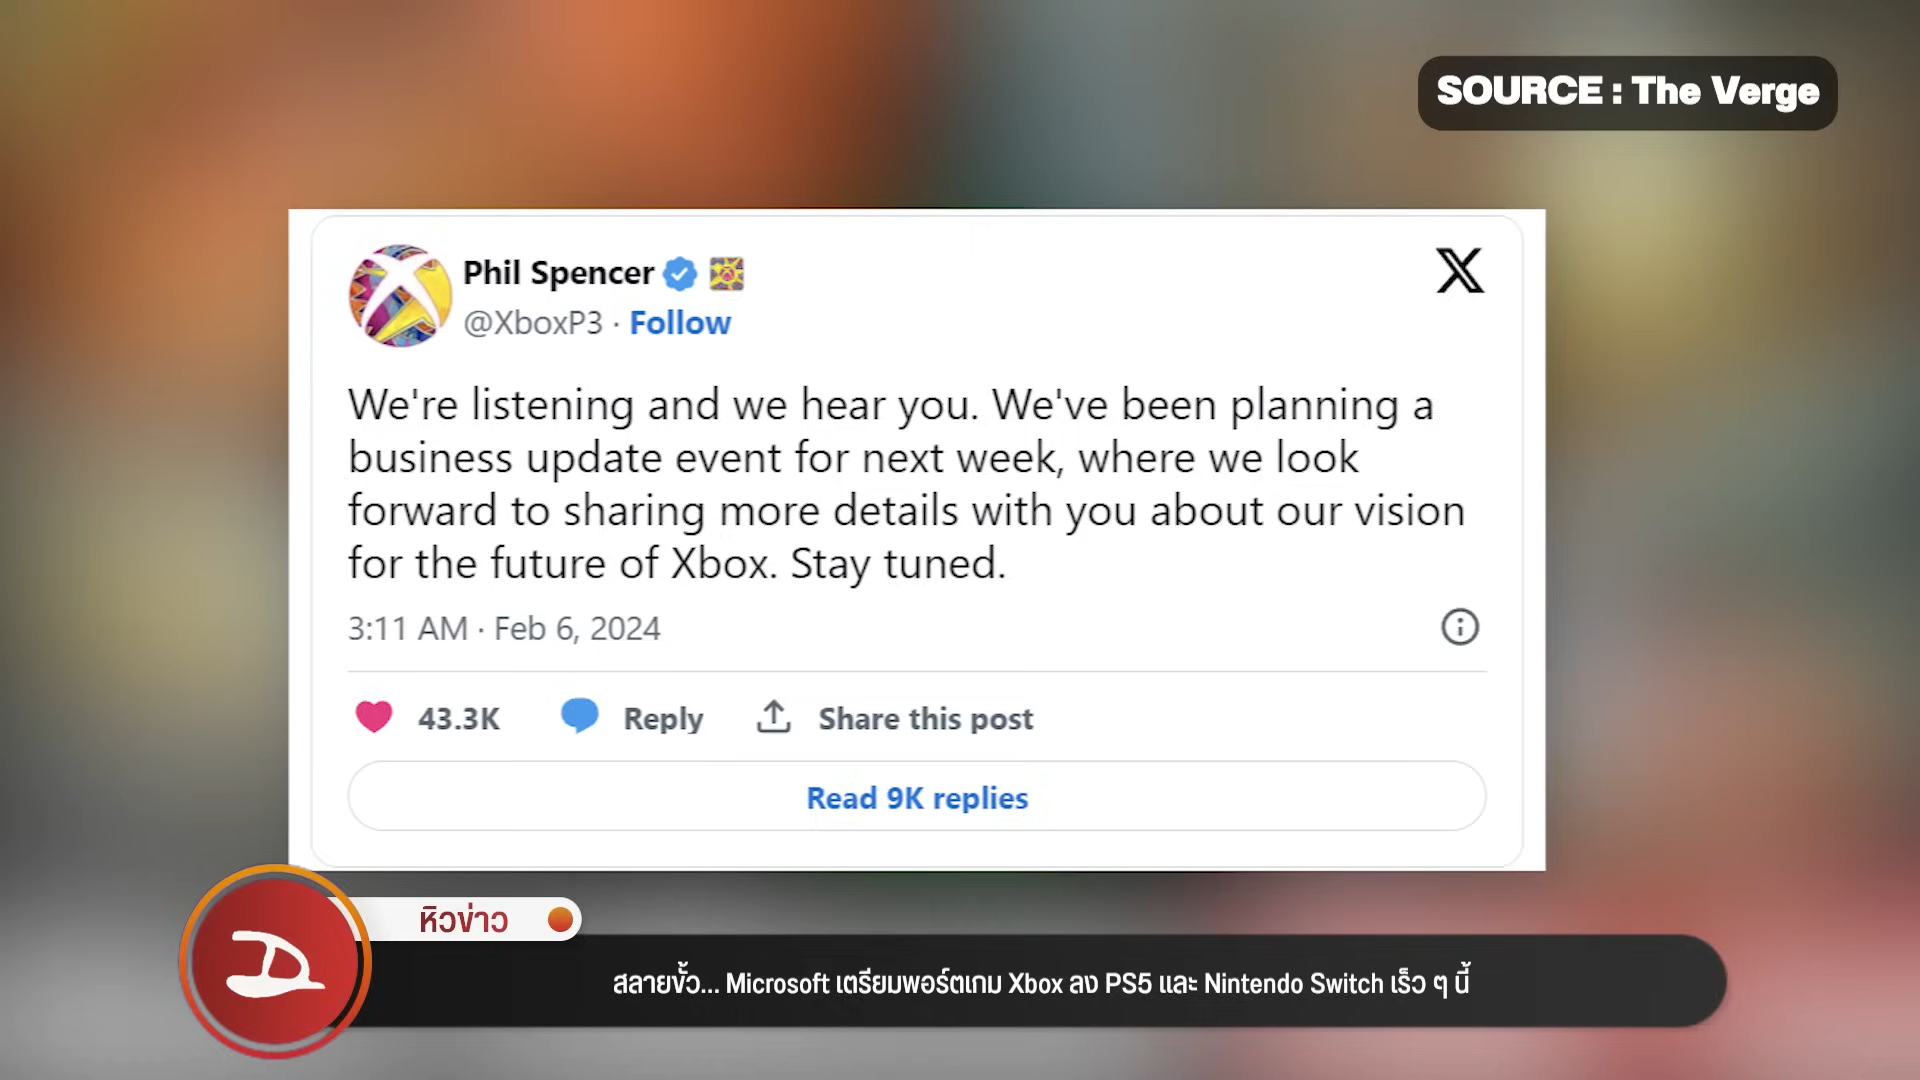 SOURCE : The Verge
Phil Spencer
@XboxP3 · Follow
We're listening and we hear you. We've been planning a
business update event for next week, where we look
forward to sharing more details with you about our vision
for the future of Xbox. Stay tuned.
3:11 AM · Feb 6, 2024
43.3K Reply Share this post
Read 9K replies
หิวข่าว
สลายขั้ว... Microsoft เตรียมพอร์ตเกม Xbox ลง PS5 และ Nintendo Switch เร็ว ๆ นี้